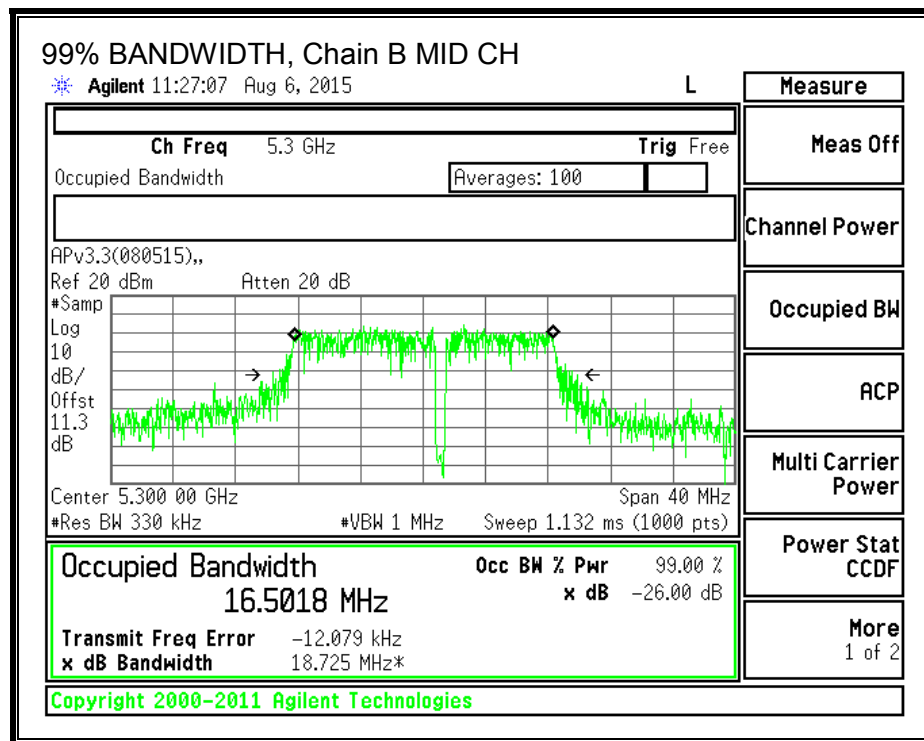 99% BANDWIDTH, Chain B MID CH
Agilent 11:27:07 Aug 6, 2015 L
Ch Freq 5.3 GHz Trig Free
Occupied Bandwidth Averages: 100
APv3.3(080515),,
Ref 20 dBm Atten 20 dB
#Samp
Log
10
dB/
Offst
11.3
dB
Center 5.300 00 GHz Span 40 MHz
#Res BW 330 kHz #VBW 1 MHz Sweep 1.132 ms (1000 pts)
Occupied Bandwidth Occ BW % Pwr 99.00 %
16.5018 MHz x dB -26.00 dB
Transmit Freq Error -12.079 kHz
x dB Bandwidth 18.725 MHz*
Copyright 2000-2011 Agilent Technologies
Measure
Meas Off
Channel Power
Occupied BW
ACP
Multi Carrier
Power
Power Stat
CCDF
More
1 of 2